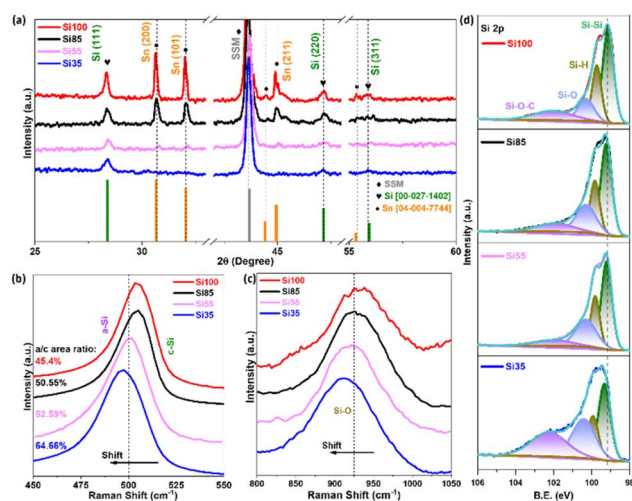 (a)
Si100
Si85
Si55
Si35
Si (111)
Sn (200)
Sn (101)
SSM
Sn (211)
Si (220)
Si (311)
♦ SSM
♥ Si [00-027-1402]
• Sn [04-004-7744]
Intensity (a.u.)
25 30 35 45 55 60
2θ (Degree)
(b)
Si100
Si85
Si55
Si35
a-Si
c-Si
a/c area ratio:
45.4%
50.55%
52.59%
64.66%
Shift
Intensity (a.u.)
450 475 500 525 550
Raman Shift (cm⁻¹)
(c)
Si100
Si85
Si55
Si35
Si-O
Shift
Intensity (a.u.)
800 850 900 950 1000 1050
Raman Shift (cm⁻¹)
(d)
Si 2p
Si-Si
Si100
Si-H
Si-O
Si-O-C
Si85
Si55
Si35
Intensity (a.u.)
106 104 102 100 98
B.E. (eV)